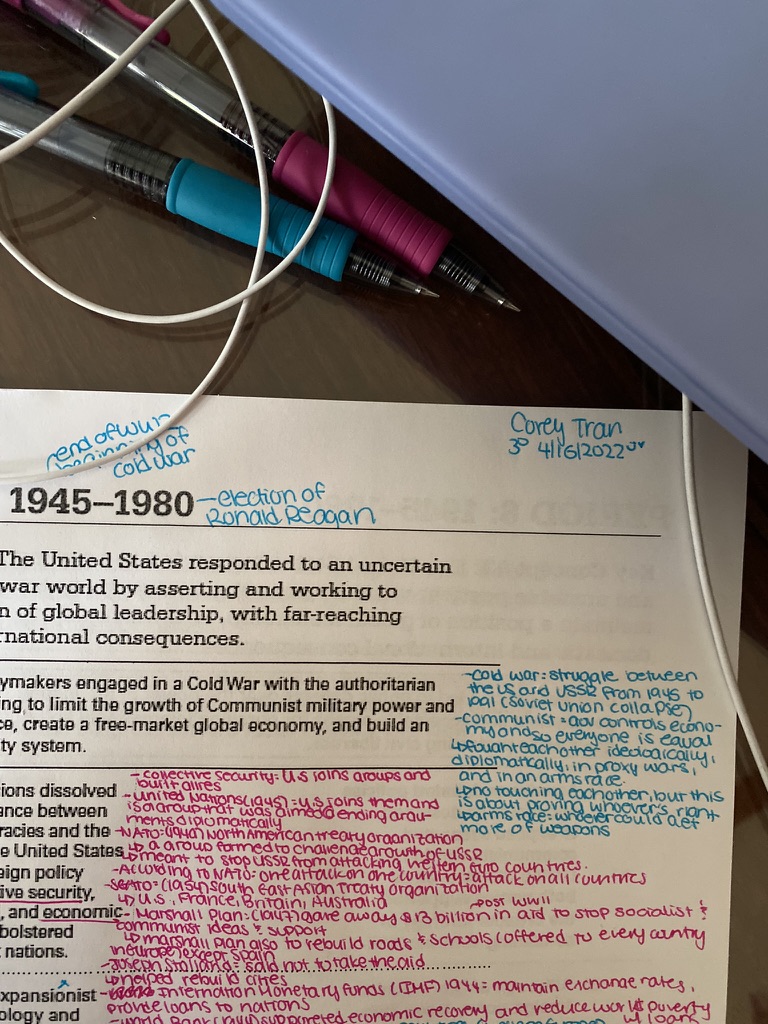 end of wwii
beginning of
cold war
Corey Tran
3° 4/16/2022
1945–1980 -election of
Ronald Reagan
The United States responded to an uncertain
war world by asserting and working to
n of global leadership, with far-reaching
rnational consequences.
ymakers engaged in a Cold War with the authoritarian
ng to limit the growth of Communist military power and
ce, create a free-market global economy, and build an
ty system.
-cold war: struggle between
the US and USSR from 1945 to
1991 (soviet union collapse)
-communist = gov controls econo-
my and so everyone is equal
↳fought eachother ideologically,
diplomatically, in proxy wars,
and in an arms race.
↳no touching eachother, but this
is about proving whoever's right
↳arms race: whoever could get
more of weapons
ions dissolved
ance between
racies and the
e United States
eign policy
ive security,
, and economic
bolstered
nations.
-collective security: U.S joins groups and
built allies
-United Nations (1945): U.S joins them and
is a group that was aimed @ ending argu-
ments diplomatically
-NATO: (1949) North American treaty organization
↳a group formed to challenge growth of USSR
↳meant to stop USSR from attacking western euro countries.
-According to NATO: one attack on one country = attack on all countries
-SEATO: (1954) South East Asian Treaty organization
↳U.S, France, Britain, Australia
post WWII
-Marshall Plan: (1947) gave away $13 billion in aid to stop socialist &
communist ideas & support
↳marshall plan also to rebuild roads & schools (offered to every country
in europe) except spain
-Joseph Stalland = said not to take the aid
↳helped rebuild cities
xpansionist
ology and
- International Monetary Funds (IMF) 1944: maintain exchange rates,
provide loans to nations
-World Bank (1944) supported economic recovery and reduce world poverty
w/ loans